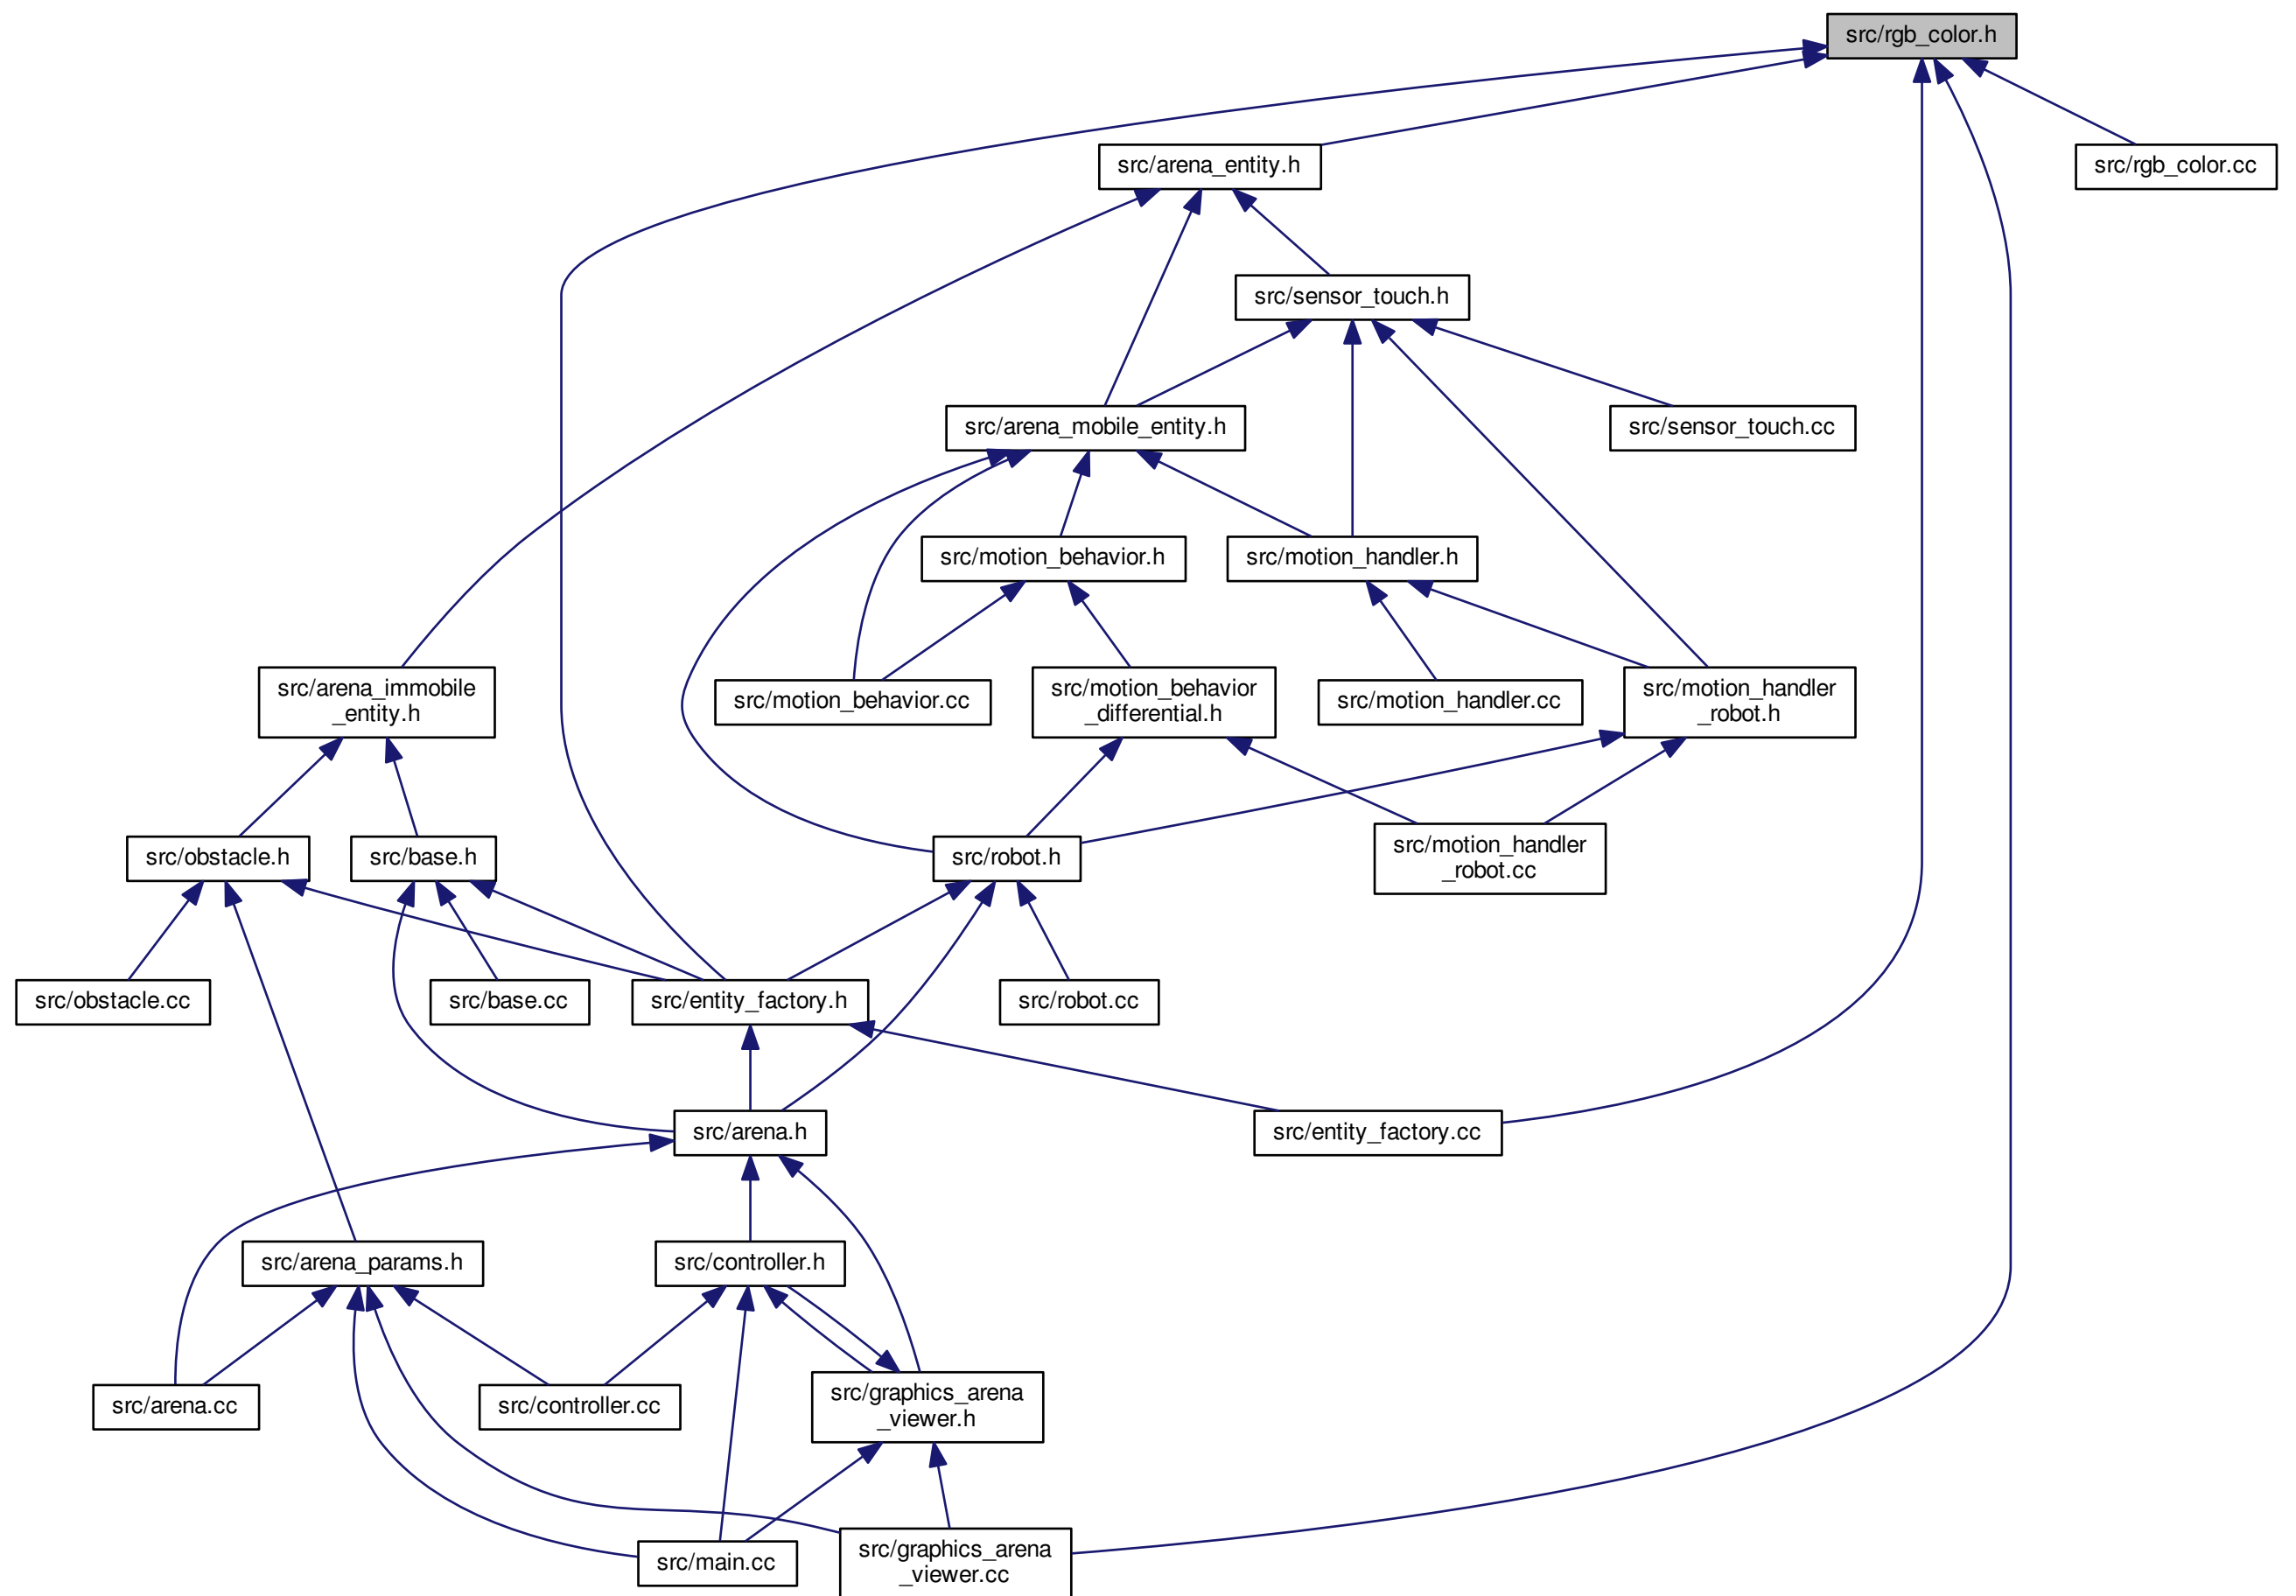 src/rgb_color.h
src/arena_entity.h
src/rgb_color.cc
src/sensor_touch.h
src/arena_mobile_entity.h
src/sensor_touch.cc
src/motion_behavior.h
src/motion_handler.h
src/arena_immobile
_entity.h
src/motion_behavior.cc
src/motion_behavior
_differential.h
src/motion_handler.cc
src/motion_handler
_robot.h
src/obstacle.h
src/base.h
src/robot.h
src/motion_handler
_robot.cc
src/obstacle.cc
src/base.cc
src/entity_factory.h
src/robot.cc
src/arena.h
src/entity_factory.cc
src/arena_params.h
src/controller.h
src/arena.cc
src/controller.cc
src/graphics_arena
_viewer.h
src/main.cc
src/graphics_arena
_viewer.cc